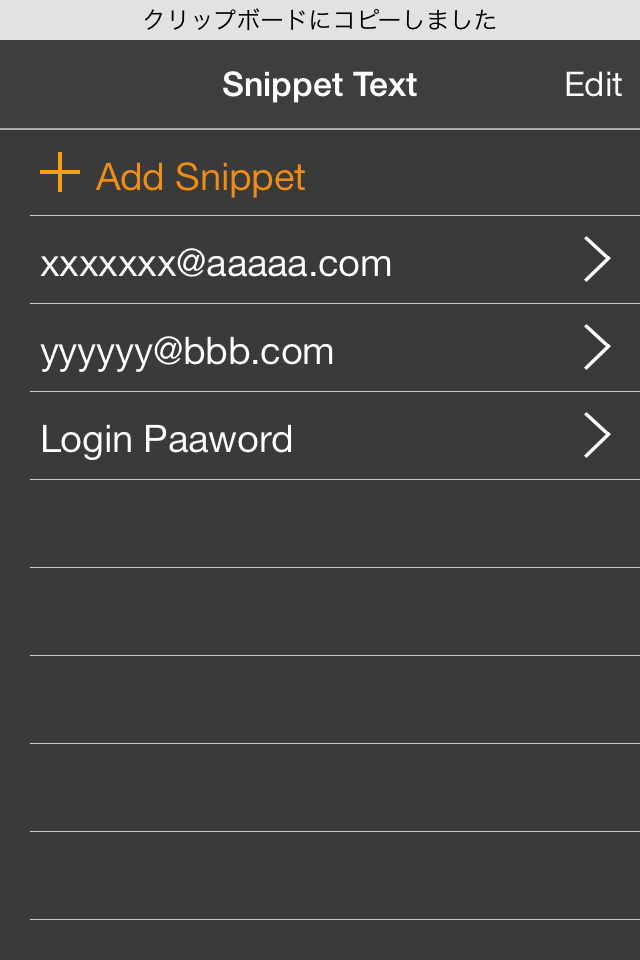 クリップボードにコピーしました
Snippet Text Edit
Add Snippet
xxxxxxx@aaaaa.com
yyyyyy@bbb.com
Login Paaword